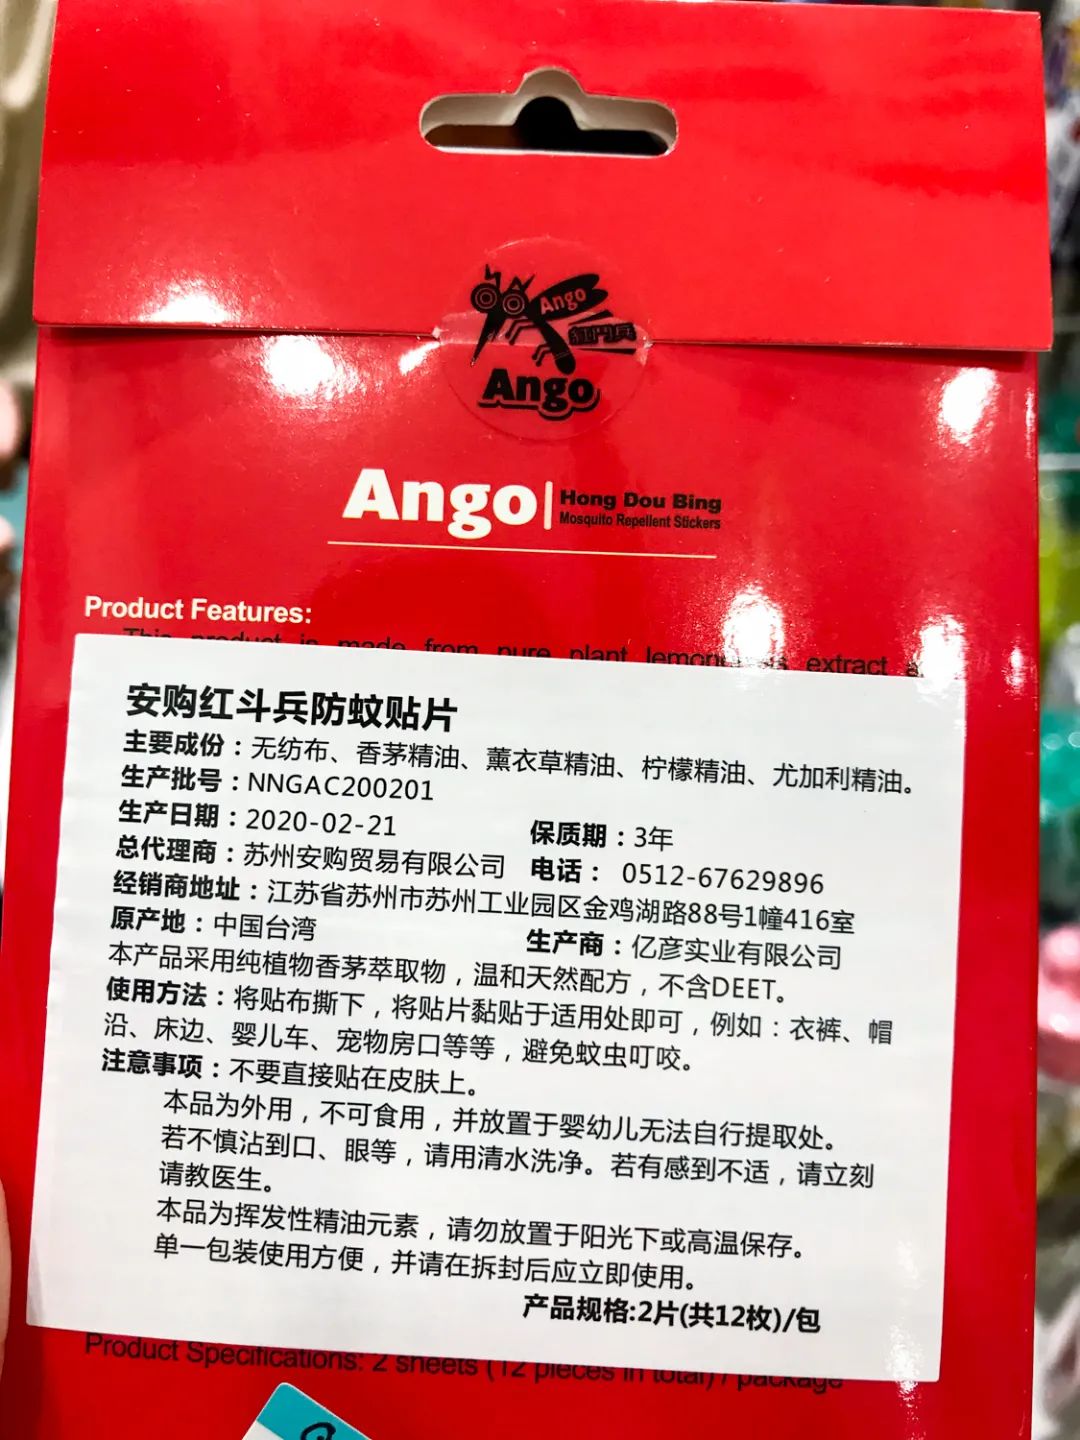 Ango
红斗兵
Ango
Ango
Hong Dou Bing
Mosquito Repellent Stickers
Product Features:
This product is made from pure plant extract
安购红斗兵防蚊贴片
主要成份：无纺布、香茅精油、薰衣草精油、柠檬精油、尤加利精油。
生产批号：NNGAC200201
生产日期：2020-02-21 保质期：3年
总代理商：苏州安购贸易有限公司 电话： 0512-67629896
经销商地址：江苏省苏州市苏州工业园区金鸡湖路88号1幢416室
原产地：中国台湾 生产商：亿彦实业有限公司
本产品采用纯植物香茅萃取物，温和天然配方，不含DEET。
使用方法：将贴布撕下，将贴片黏贴于适用处即可，例如：衣裤、帽
沿、床边、婴儿车、宠物房口等等，避免蚊虫叮咬。
注意事项：不要直接贴在皮肤上。
本品为外用，不可食用，并放置于婴幼儿无法自行提取处。
若不慎沾到口、眼等，请用清水洗净。若有感到不适，请立刻
请教医生。
本品为挥发性精油元素，请勿放置于阳光下或高温保存。
单一包装使用方便，并请在拆封后应立即使用。
产品规格:2片(共12枚)/包
Product Specifications: 2 sheets (12 pieces in total) / package